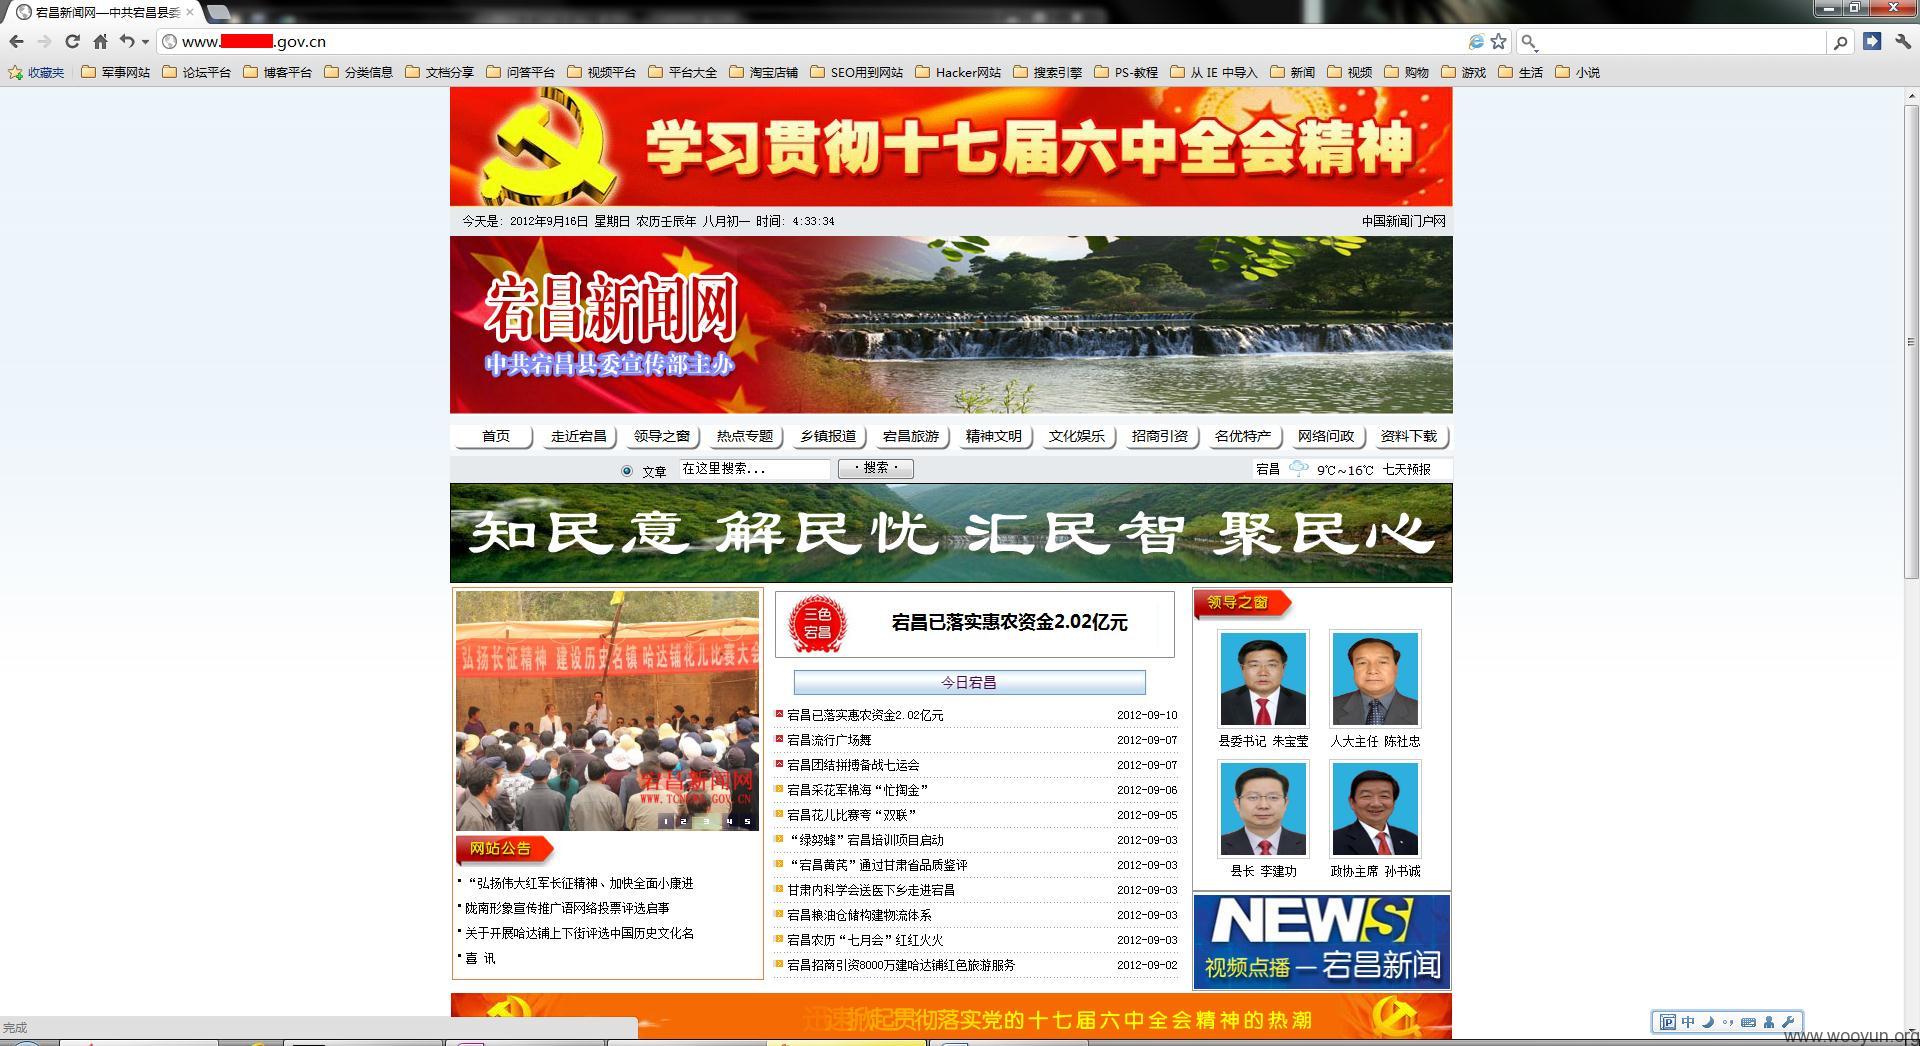 宕昌新闻网—中共宕昌县委
www. .gov.cn
收藏夹 军事网站 论坛平台 博客平台 分类信息 文档分享 问答平台 视频平台 平台大全 淘宝店铺 SEO用到网站 Hacker网站 搜索引擎 PS-教程 从 IE 中导入 新闻 视频 购物 游戏 生活 小说
学习贯彻十七届六中全会精神
今天是: 2012年9月16日 星期日 农历壬辰年 八月初一 时间: 4:33:34
中国新闻门户网
宕昌新闻网
中共宕昌县委宣传部主办
首页 走近宕昌 领导之窗 热点专题 乡镇报道 宕昌旅游 精神文明 文化娱乐 招商引资 名优特产 网络问政 资料下载
文章 在这里搜索... ·搜索·
宕昌 9℃~16℃ 七天预报
知民意 解民忧 汇民智 聚民心
弘扬长征精神 建设历史名镇 哈达铺花儿比赛大会
宕昌新闻网
1 2 3 4 5
网站公告
“弘扬伟大红军长征精神、加快全面小康进
陇南形象宣传推广语网络投票评选启事
关于开展哈达铺上下街评选中国历史文化名
喜 讯
三色
宕昌
宕昌已落实惠农资金2.02亿元
今日宕昌
宕昌已落实惠农资金2.02亿元 2012-09-10
宕昌流行广场舞 2012-09-07
宕昌团结拼搏备战七运会 2012-09-07
宕昌采花军棉海“忙掏金” 2012-09-06
宕昌花儿比赛夸“双联” 2012-09-05
“绿努蜂”宕昌培训项目启动 2012-09-03
“宕昌黄芪”通过甘肃省品质鉴评 2012-09-03
甘肃内科学会送医下乡走进宕昌 2012-09-03
宕昌粮油仓储构建物流体系 2012-09-03
宕昌农历“七月会”红红火火 2012-09-03
宕昌招商引资8000万建哈达铺红色旅游服务 2012-09-02
领导之窗
县委书记 朱宝莹 人大主任 陈社忠
县长 李建功 政协主席 孙书诚
NEWS
视频点播—宕昌新闻
迅速掀起贯彻落实党的十七届六中全会精神的热潮
完成
中
www.wooyun.org